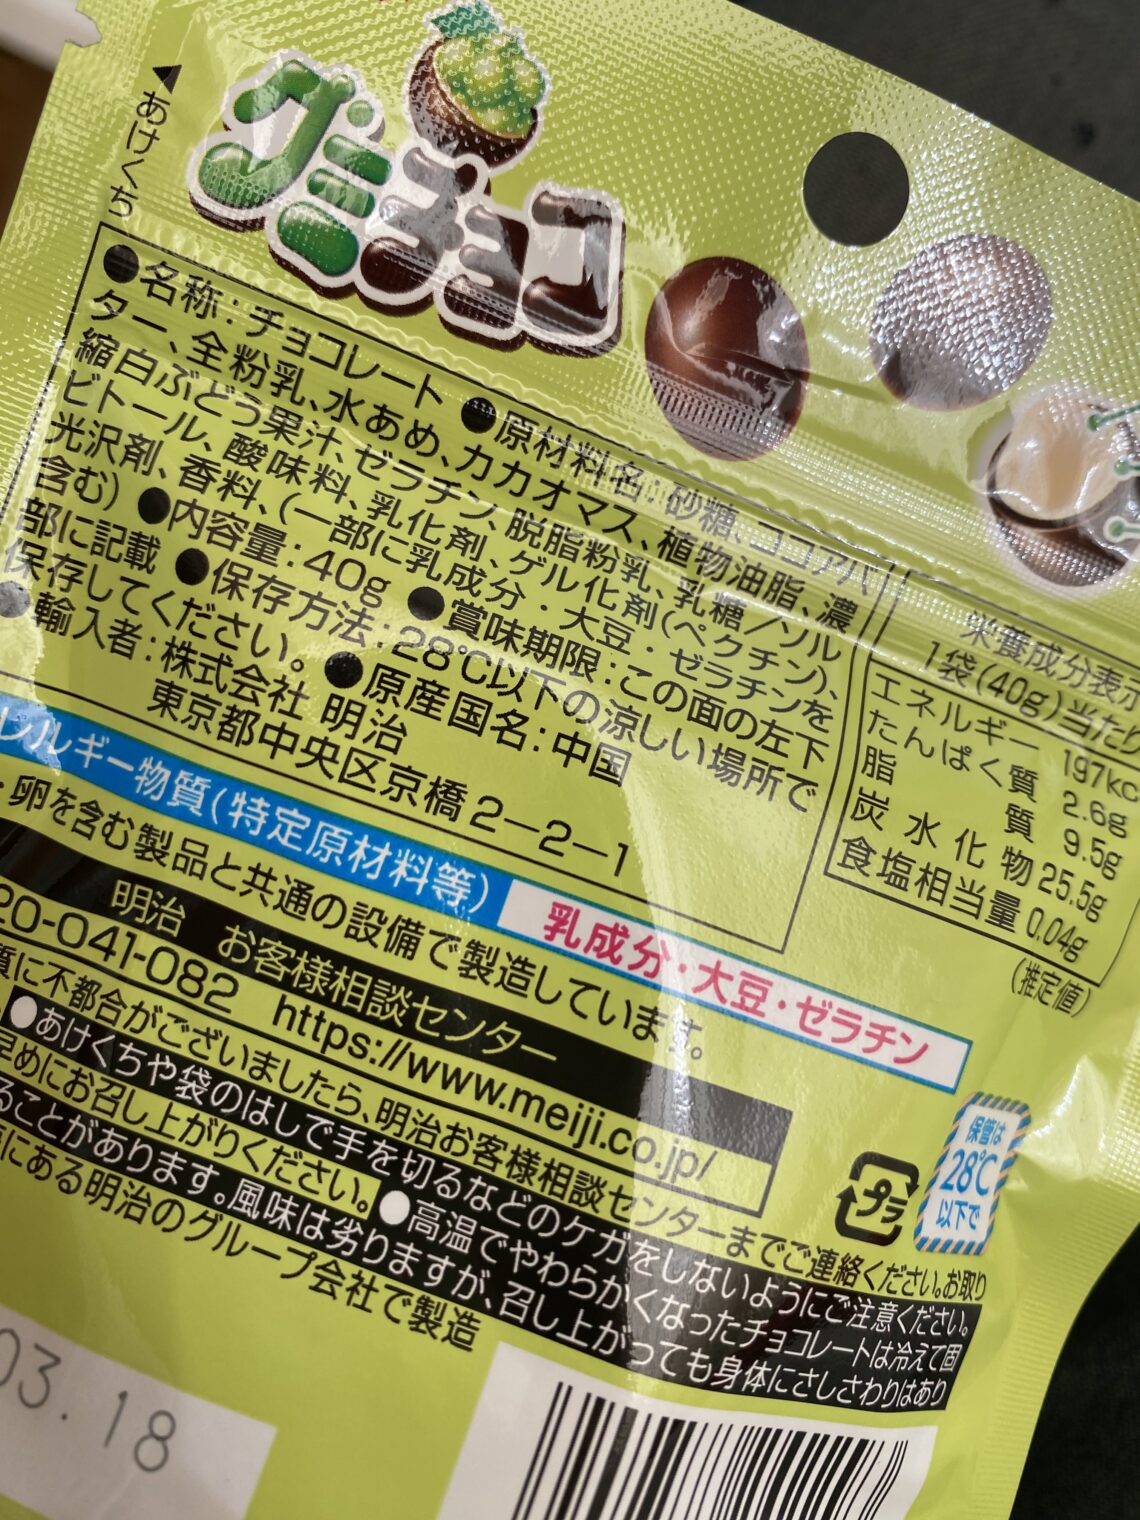 グミチョコ
◀あけくち
●名称：チョコレート ●原材料名：砂糖、ココアバ
ター、全粉乳、水あめ、カカオマス、植物油脂、濃
縮白ぶどう果汁、ゼラチン、脱脂粉乳、乳糖／ソル
ビトール、酸味料、乳化剤、ゲル化剤(ペクチン)、
光沢剤、香料、(一部に乳成分・大豆・ゼラチンを
含む) ●内容量：40g ●賞味期限：この面の左下
部に記載 ●保存方法：28℃以下の涼しい場所で
保存してください。 ●原産国名：中国
●輸入者：株式会社 明治
東京都中央区京橋2－2－1
栄養成分表示
1袋(40g)当たり
エネルギー 197kc
たんぱく質 2.6g
脂質 9.5g
炭水化物 25.5g
食塩相当量 0.04g
(推定値)
レルギー物質(特定原材料等) 乳成分・大豆・ゼラチン
・卵を含む製品と共通の設備で製造しています。
明治 お客様相談センター
20-041-082 https://www.meiji.co.jp/
質に不都合がございましたら、明治お客様相談センターまでご連絡ください。お取り
●あけくちや袋のはしで手を切るなどのケガをしないようにご注意ください。
早めにお召し上がりください。 ●高温でやわらかくなったチョコレートは冷えて固
ることがあります。風味は劣りますが、召し上がっても身体にさしさわりはあり
にある明治のグループ会社で製造
プラ
保管は
28℃
以下で
03.18